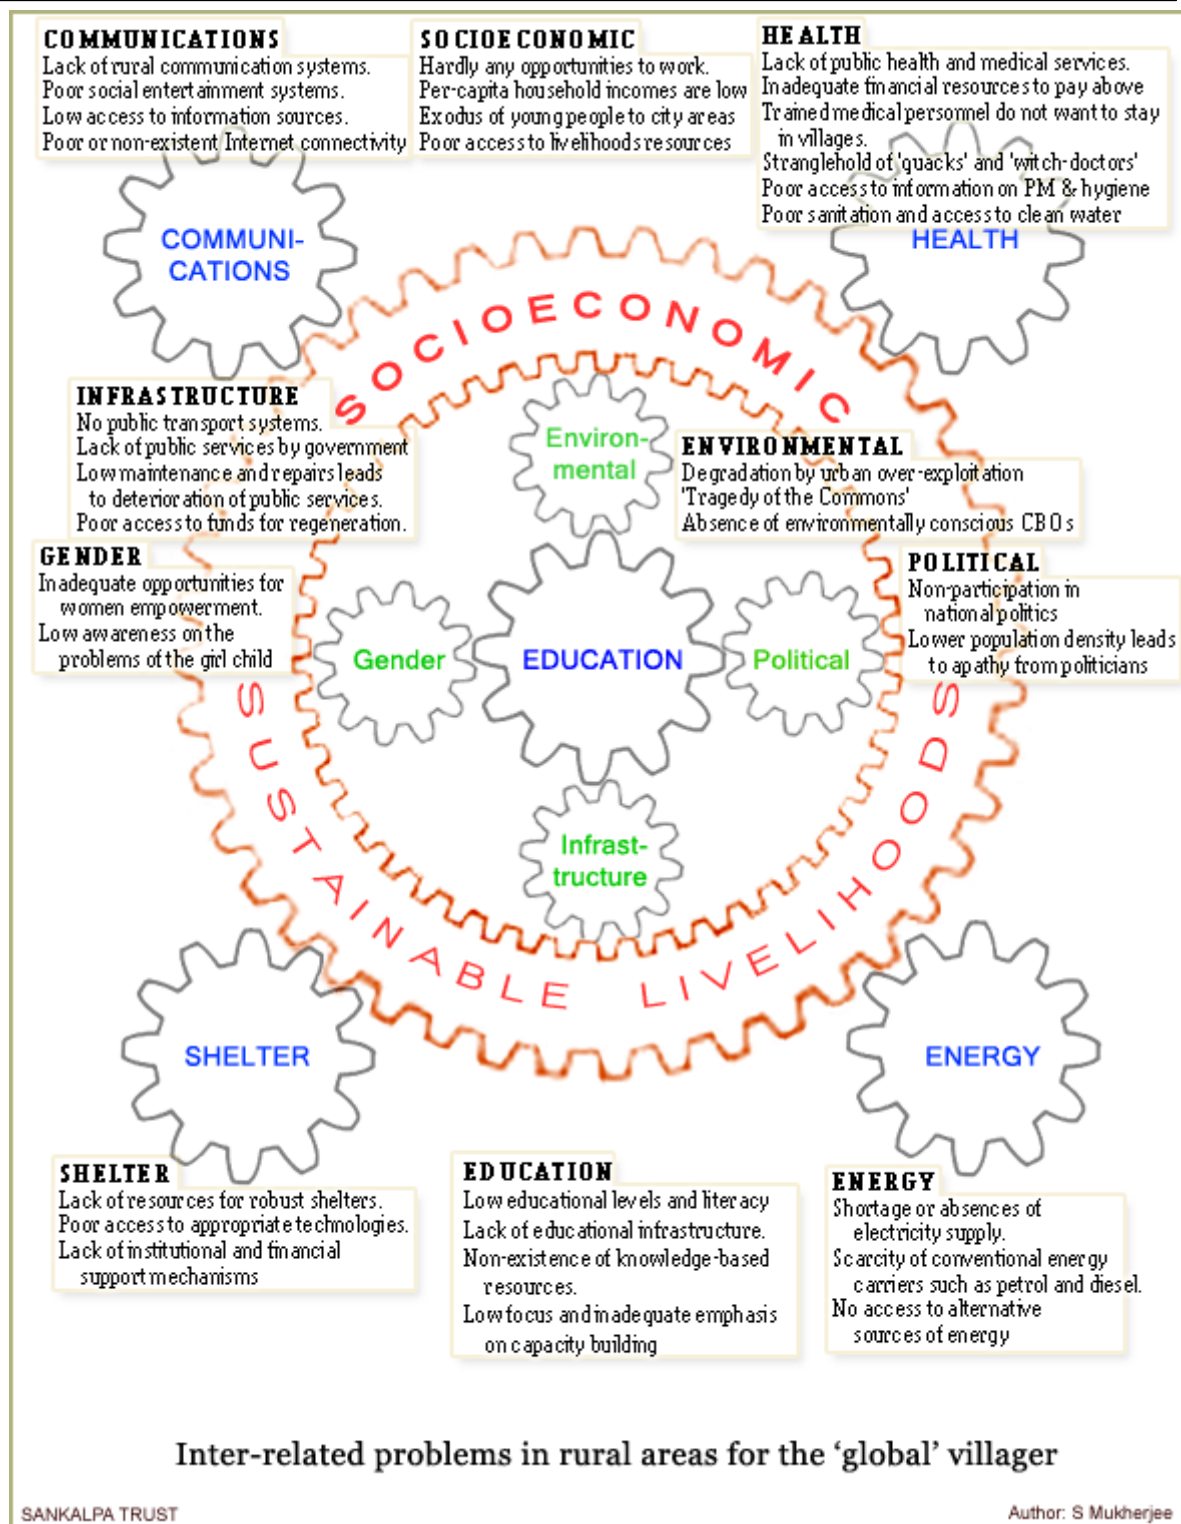 COMMUNICATIONS
Lack of rural communication systems.
Poor social entertainment systems.
Low access to information sources.
Poor or non-existent Internet connectivity
SOCIOECONOMIC
Hardly any opportunities to work.
Per-capita household incomes are low
Exodus of young people to city areas
Poor access to livelihoods resources
HEALTH
Lack of public health and medical services.
Inadequate financial resources to pay above
Trained medical personnel do not want to stay
in villages.
Stranglehold of 'quacks' and 'witch-doctors'
Poor access to information on PM & hygiene
Poor sanitation and access to clean water
COMMUNI-
CATIONS
HEALTH
SOCIOECONOMIC
INFRASTRUCTURE
No public transport systems.
Lack of public services by government
Low maintenance and repairs leads
to deterioration of public services.
Poor access to funds for regeneration.
Environ-
mental
ENVIRONMENTAL
Degradation by urban over-exploitation
'Tragedy of the Commons'
Absence of environmentally conscious CBOs
GENDER
Inadequate opportunities for
women empowerment.
Low awareness on the
problems of the girl child
POLITICAL
Non-participation in
national politics
Lower population density leads
to apathy from politicians
Gender
EDUCATION
Political
Infrast-
tructure
SUSTAINABLE LIVELIHOODS
SHELTER
ENERGY
SHELTER
Lack of resources for robust shelters.
Poor access to appropriate technologies.
Lack of institutional and financial
support mechanisms
EDUCATION
Low educational levels and literacy
Lack of educational infrastructure.
Non-existence of knowledge-based
resources.
Low focus and inadequate emphasis
on capacity building
ENERGY
Shortage or absences of
electricity supply.
Scarcity of conventional energy
carriers such as petrol and diesel.
No access to alternative
sources of energy
Inter-related problems in rural areas for the 'global' villager
SANKALPA TRUST
Author: S Mukherjee